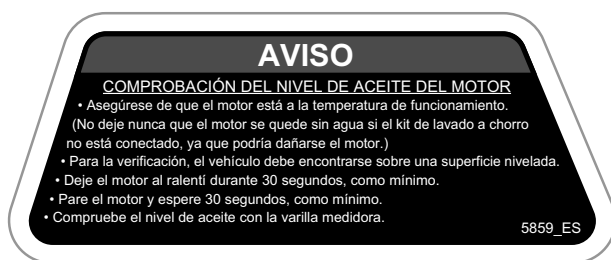 AVISO
COMPROBACIÓN DEL NIVEL DE ACEITE DEL MOTOR
• Asegúrese de que el motor está a la temperatura de funcionamiento.
(No deje nunca que el motor se quede sin agua si el kit de lavado a chorro
no está conectado, ya que podría dañarse el motor.)
• Para la verificación, el vehículo debe encontrarse sobre una superficie nivelada.
• Deje el motor al ralentí durante 30 segundos, como mínimo.
• Pare el motor y espere 30 segundos, como mínimo.
• Compruebe el nivel de aceite con la varilla medidora.
5859_ES